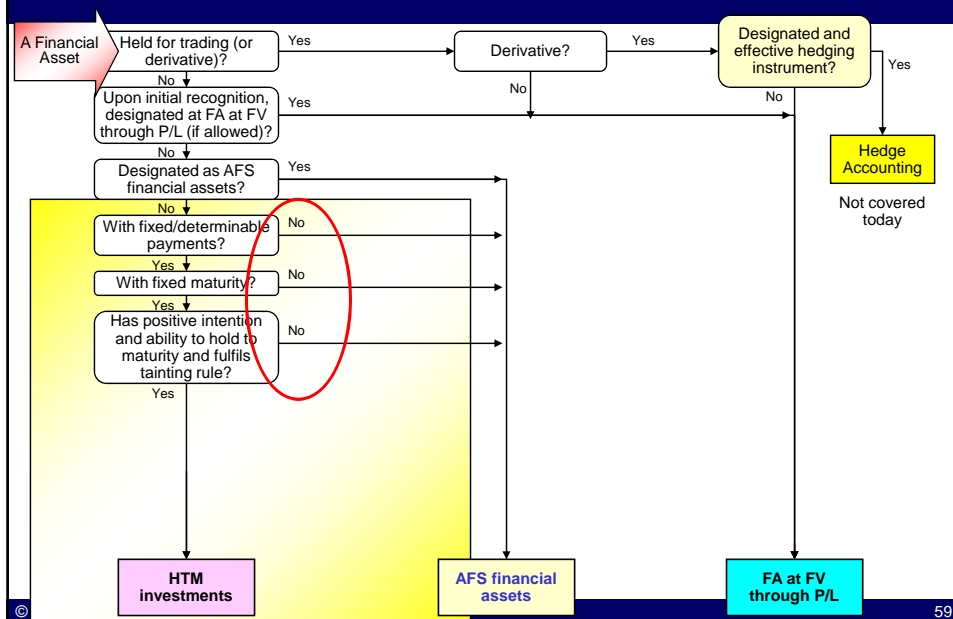 A Financial
Asset
Held for trading (or
derivative)?
Yes
Derivative?
Yes
Designated and
effective hedging
instrument?
Yes
No
No
No
Upon initial recognition,
designated at FA at FV
through P/L (if allowed)?
Yes
Hedge
Accounting
Not covered
today
No
Designated as AFS
financial assets?
Yes
No
With fixed/determinable
payments?
No
Yes
With fixed maturity?
No
Yes
Has positive intention
and ability to hold to
maturity and fulfils
tainting rule?
No
Yes
HTM
investments
AFS financial
assets
FA at FV
through P/L
©
59